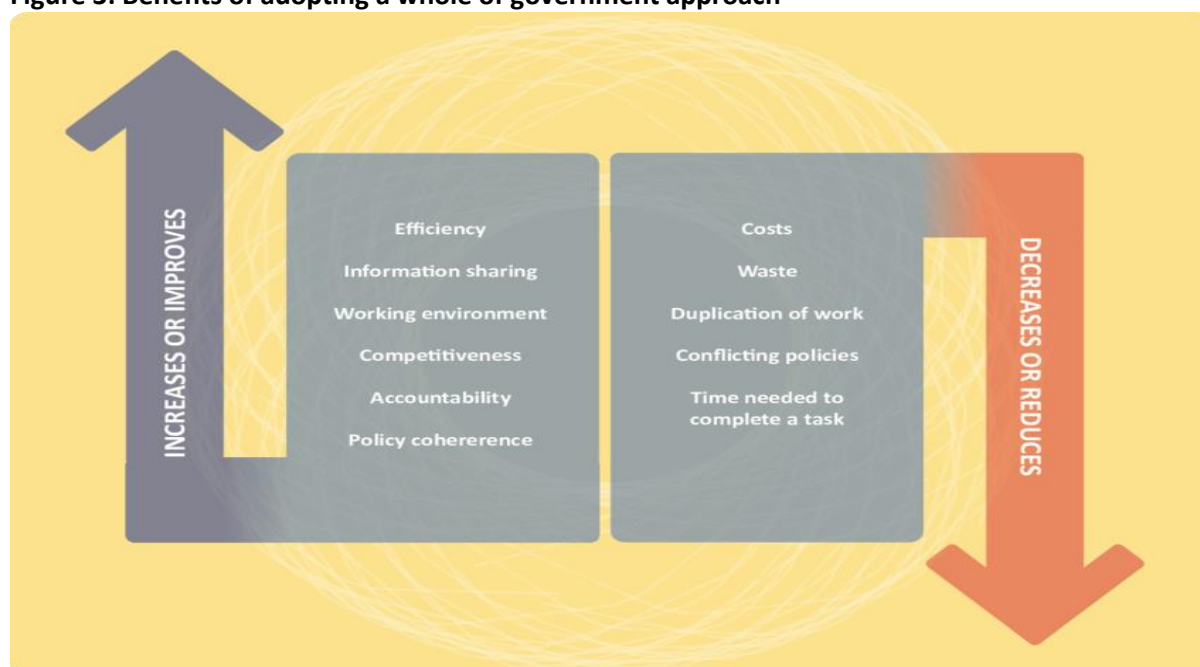 Figure 3: Benefits of adopting a whole of government approach
INCREASES OR IMPROVES
Efficiency
Information sharing
Working environment
Competitiveness
Accountability
Policy cohererence
Costs
Waste
Duplication of work
Conflicting policies
Time needed to
complete a task
DECREASES OR REDUCES